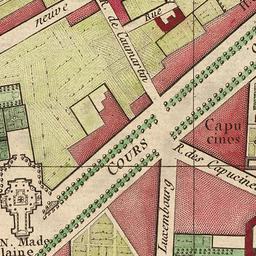 neuve
Rue
R. de Caumartin
Capu
cines
COURS
R. des Capucines
Luxembourg
N. Made
laine